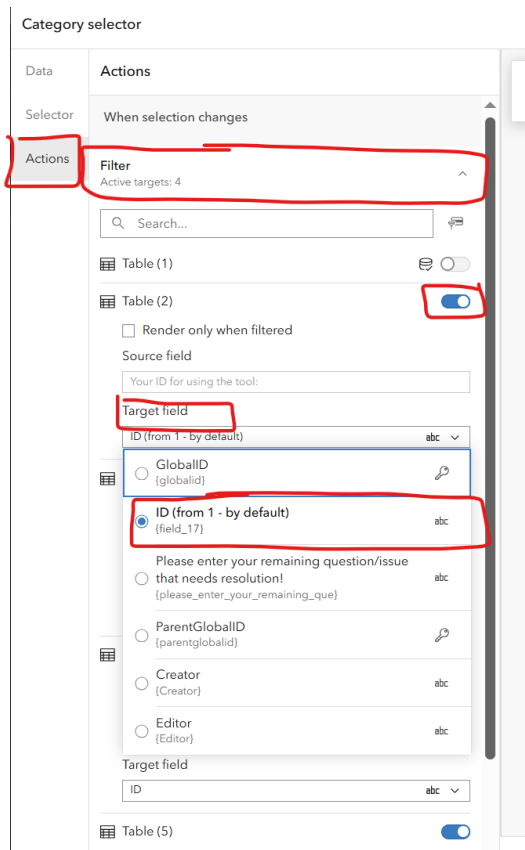 Category selector
Data
Actions
Selector
When selection changes
Actions
Filter
Active targets: 4
Search...
Table (1)
Table (2)
Render only when filtered
Source field
Your ID for using the tool:
Target field
ID (from 1 - by default) abc
GlobalID
{globalid}
ID (from 1 - by default)
{field_17} abc
Please enter your remaining question/issue
that needs resolution! abc
{please_enter_your_remaining_que}
ParentGlobalID
{parentglobalid}
Creator
{Creator} abc
Editor
{Editor} abc
Target field
ID abc
Table (5)